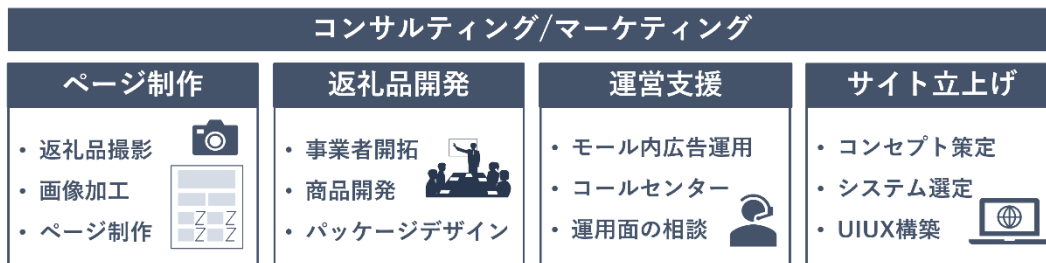 コンサルティング/マーケティング
ページ制作
・返礼品撮影
・画像加工
・ページ制作
返礼品開発
・事業者開拓
・商品開発
・パッケージデザイン
運営支援
・モール内広告運用
・コールセンター
・運用面の相談
サイト立上げ
・コンセプト策定
・システム選定
・UIUX構築